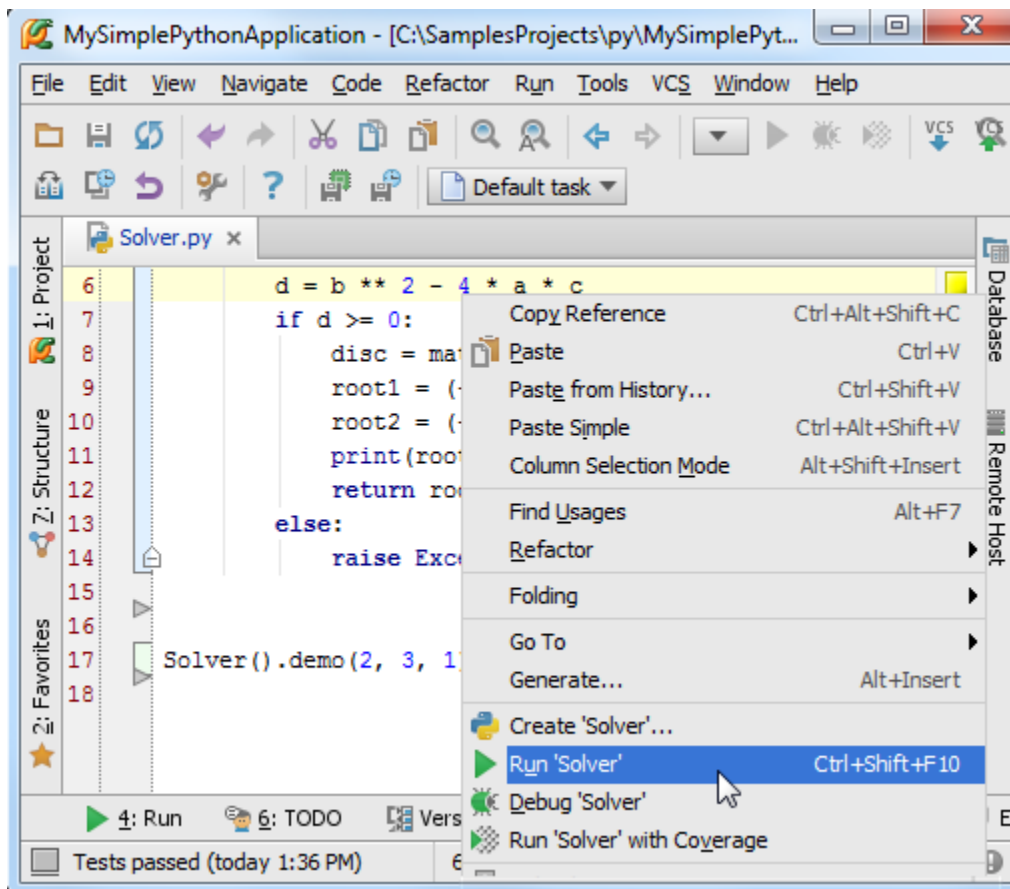 MySimplePythonApplication - [C:\SamplesProjects\py\MySimplePyt...
File Edit View Navigate Code Refactor Run Tools VCS Window Help
VCS VCS
Default task
Solver.py
1: Project
Z: Structure
2: Favorites
6 d = b ** 2 - 4 * a * c
7 if d >= 0:
8 disc = mat
9 root1 = (-
10 root2 = (-
11 print(root
12 return roo
13 else:
14 raise Exce
15
16
17 Solver().demo(2, 3, 1
18
Copy Reference Ctrl+Alt+Shift+C
Paste Ctrl+V
Paste from History... Ctrl+Shift+V
Paste Simple Ctrl+Alt+Shift+V
Column Selection Mode Alt+Shift+Insert
Find Usages Alt+F7
Refactor
Folding
Go To
Generate... Alt+Insert
Create 'Solver'...
Run 'Solver' Ctrl+Shift+F10
Debug 'Solver'
Run 'Solver' with Coverage
Database
Remote Host
4: Run 6: TODO Vers E
Tests passed (today 1:36 PM) 6